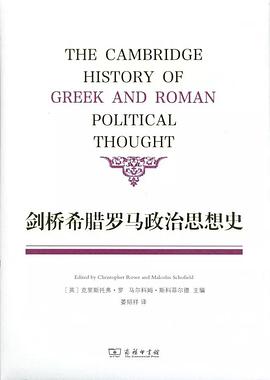 THE CAMBRIDGE
HISTORY OF
GREEK AND ROMAN
POLITICAL
THOUGHT
剑桥希腊罗马政治思想史
Edited by Christopher Rowe and Malcolm Schofield
[英] 克里斯托弗·罗 马尔科姆·斯科菲尔德 主编
晏绍祥 译
商务印书馆